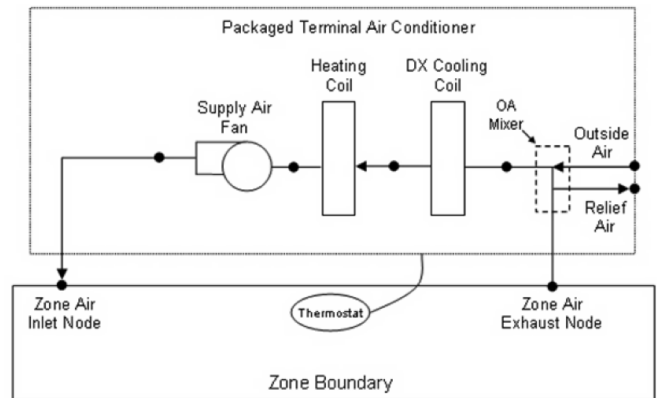 Packaged Terminal Air Conditioner
Heating
Coil
DX Cooling
Coil
Supply Air
Fan
OA
Mixer
Outside
Air
Relief
Air
Zone Air
Inlet Node
Thermostat
Zone Air
Exhaust Node
Zone Boundary